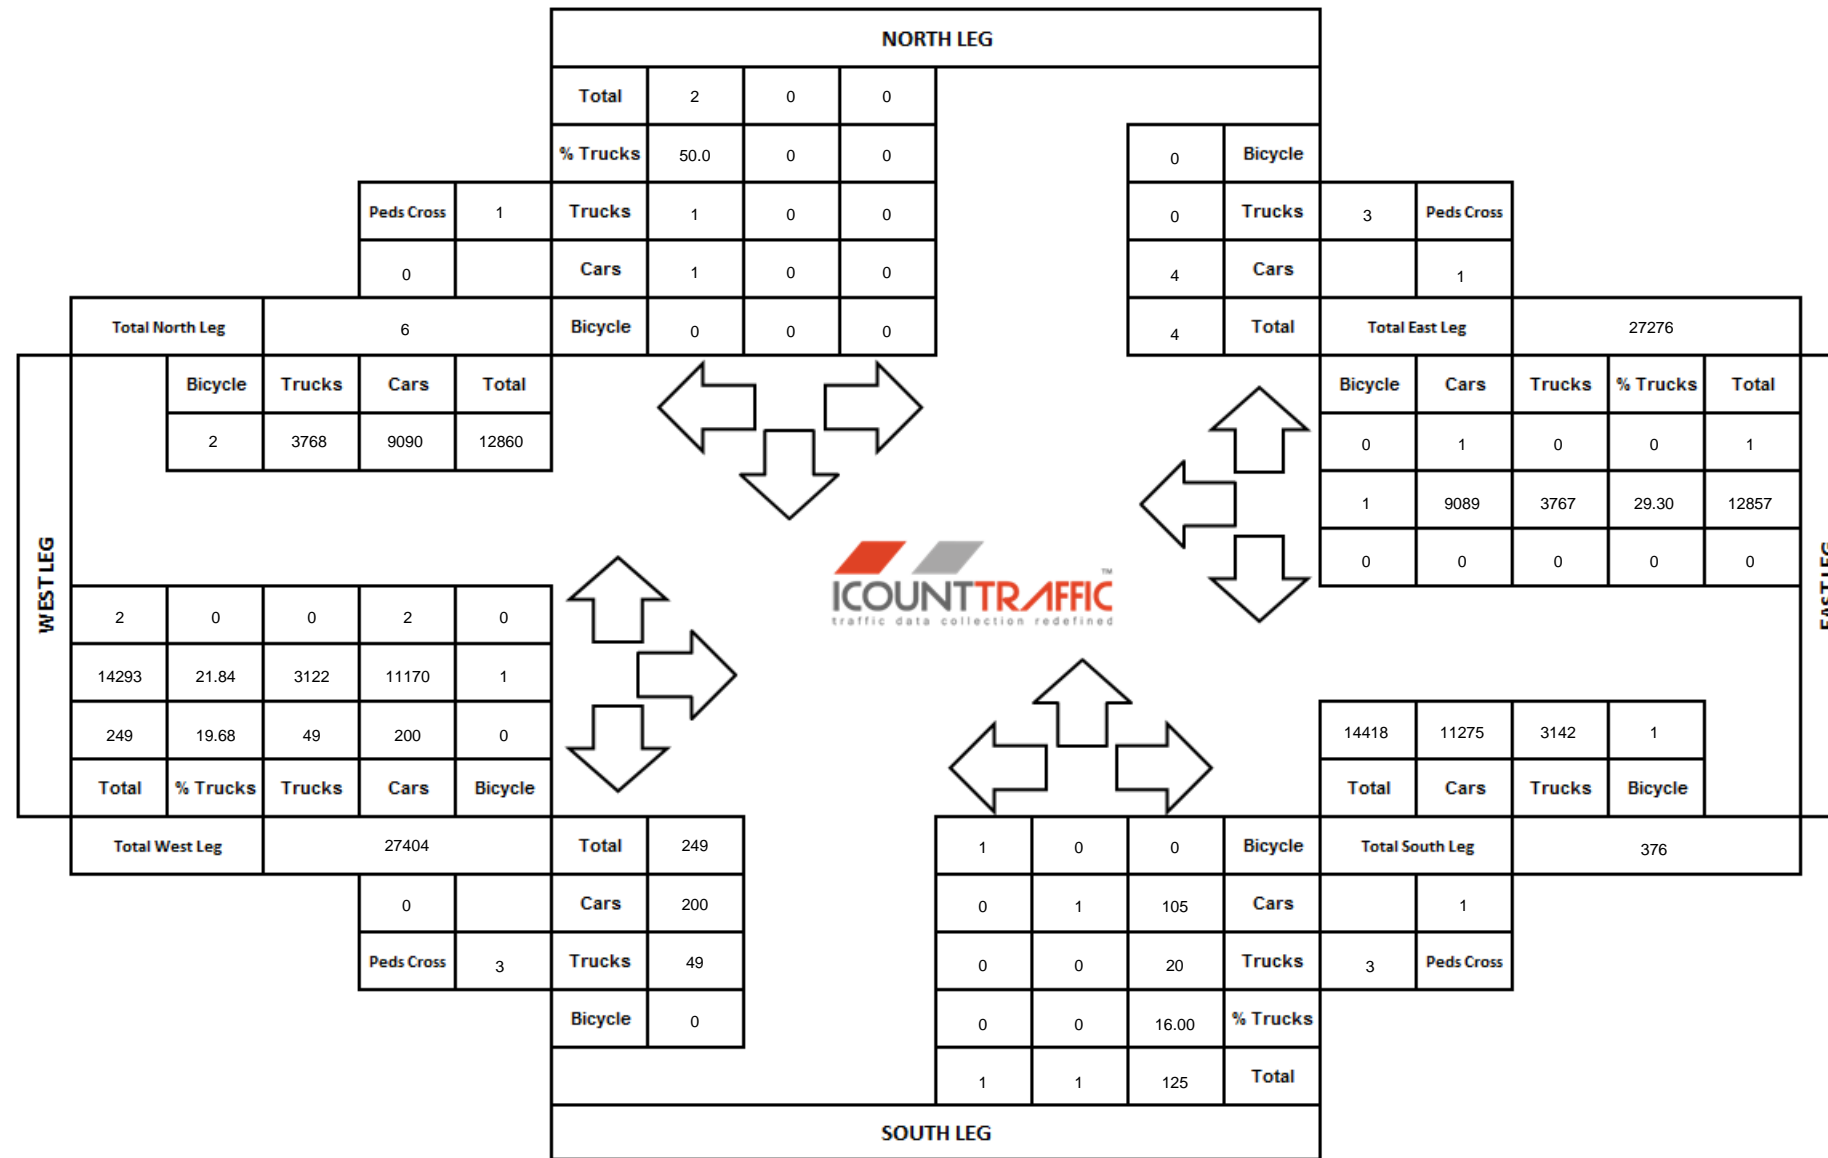 NORTH LEG
Total 2 0 0
% Trucks 50.0 0 0 0 Bicycle
Peds Cross 1 Trucks 1 0 0 0 Trucks 3 Peds Cross
0 Cars 1 0 0 4 Cars 1
Total North Leg 6 Bicycle 0 0 0 4 Total Total East Leg 27276
Bicycle Trucks Cars Total Bicycle Cars Trucks % Trucks Total
2 3768 9090 12860 0 1 0 0 1
1 9089 3767 29.30 12857
0 0 0 0 0
WEST LEG
EAST LEG
ICOUNTTRAFFIC™
traffic data collection redefined
2 0 0 2 0
14293 21.84 3122 11170 1
249 19.68 49 200 0 14418 11275 3142 1
Total % Trucks Trucks Cars Bicycle Total Cars Trucks Bicycle
Total West Leg 27404 Total 249 1 0 0 Bicycle Total South Leg 376
0 Cars 200 0 1 105 Cars 1
Peds Cross 3 Trucks 49 0 0 20 Trucks 3 Peds Cross
Bicycle 0 0 0 16.00 % Trucks
1 1 125 Total
SOUTH LEG